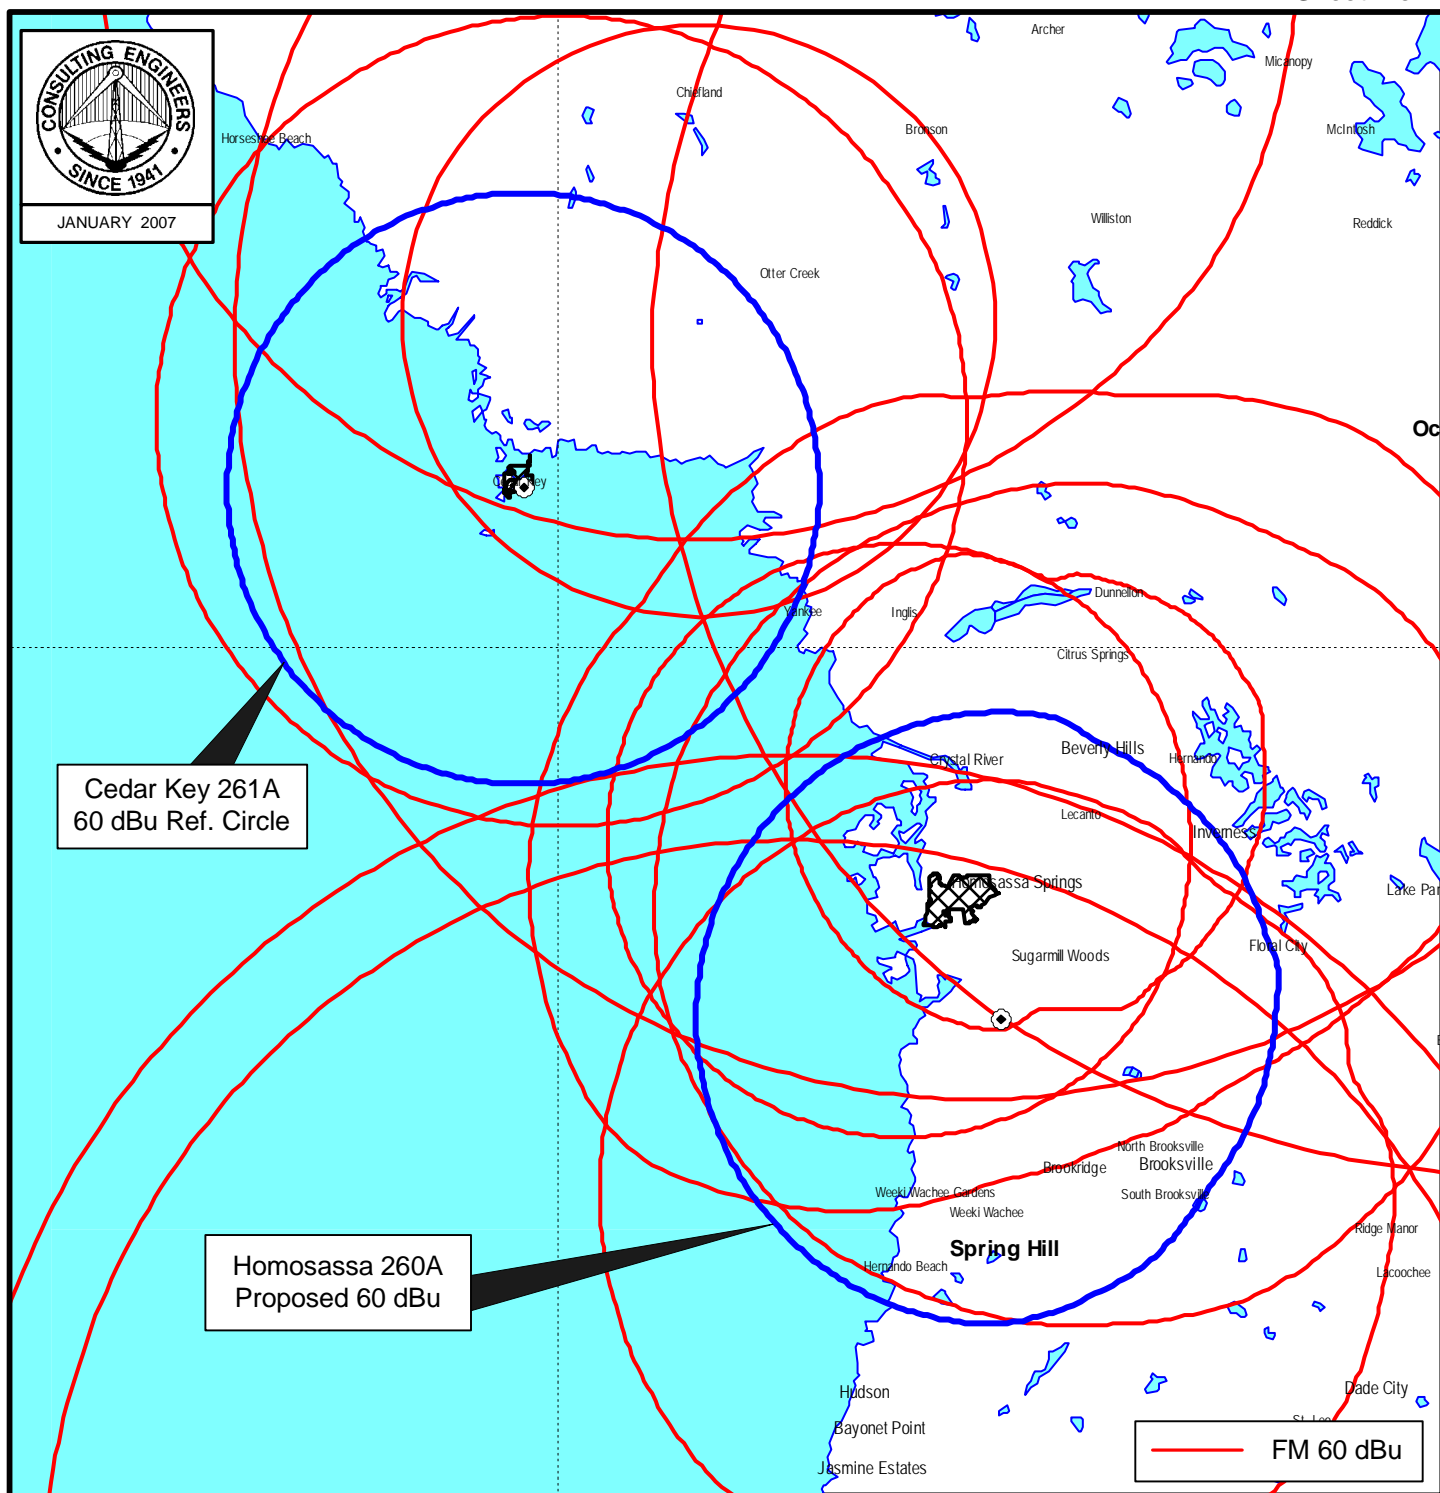 CONSULTING ENGINEERS
SINCE 1941
JANUARY 2007
Archer
Micanopy
Chiefland
Horseshoe Beach
Bronson
McIntosh
Williston
Reddick
Otter Creek
Oc
Cedar Key
Dunnellon
Yankee
Inglis
Citrus Springs
Beverly Hills
Crystal River
Hernando
Cedar Key 261A
60 dBu Ref. Circle
Lecanto
Inverness
Homosassa Springs
Lake Par
Floral City
Sugarmill Woods
North Brooksville
Brookridge
Brooksville
Weeki Wachee Gardens
South Brooksville
Weeki Wachee
Ridge Manor
Spring Hill
Homosassa 260A
Proposed 60 dBu
Hernando Beach
Lacoochee
Hudson
Dade City
Bayonet Point
St. Leo
FM 60 dBu
Jasmine Estates